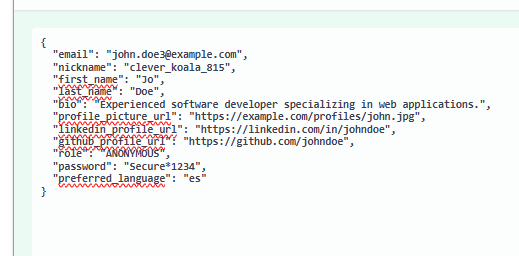 {
"email": "john.doe3@example.com",
"nickname": "clever_koala_815",
"first_name": "Jo",
"last_name": "Doe",
"bio": "Experienced software developer specializing in web applications.",
"profile_picture_url": "https://example.com/profiles/john.jpg",
"linkedin_profile_url": "https://linkedin.com/in/johndoe",
"github_profile_url": "https://github.com/johndoe",
"role": "ANONYMOUS",
"password": "Secure*1234",
"preferred_language": "es"
}